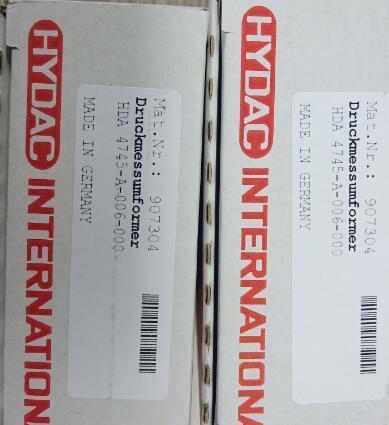 HYDAC INTERNATIONAL
Mat.Nr.: 907304
Druckmessumformer
HDA 4745-A-006-000
MADE IN GERMANY
HYDAC INTERNATION
Mat.Nr.: 907304
Druckmessumformer
HDA 4745-A-006-000
MADE IN GERMANY